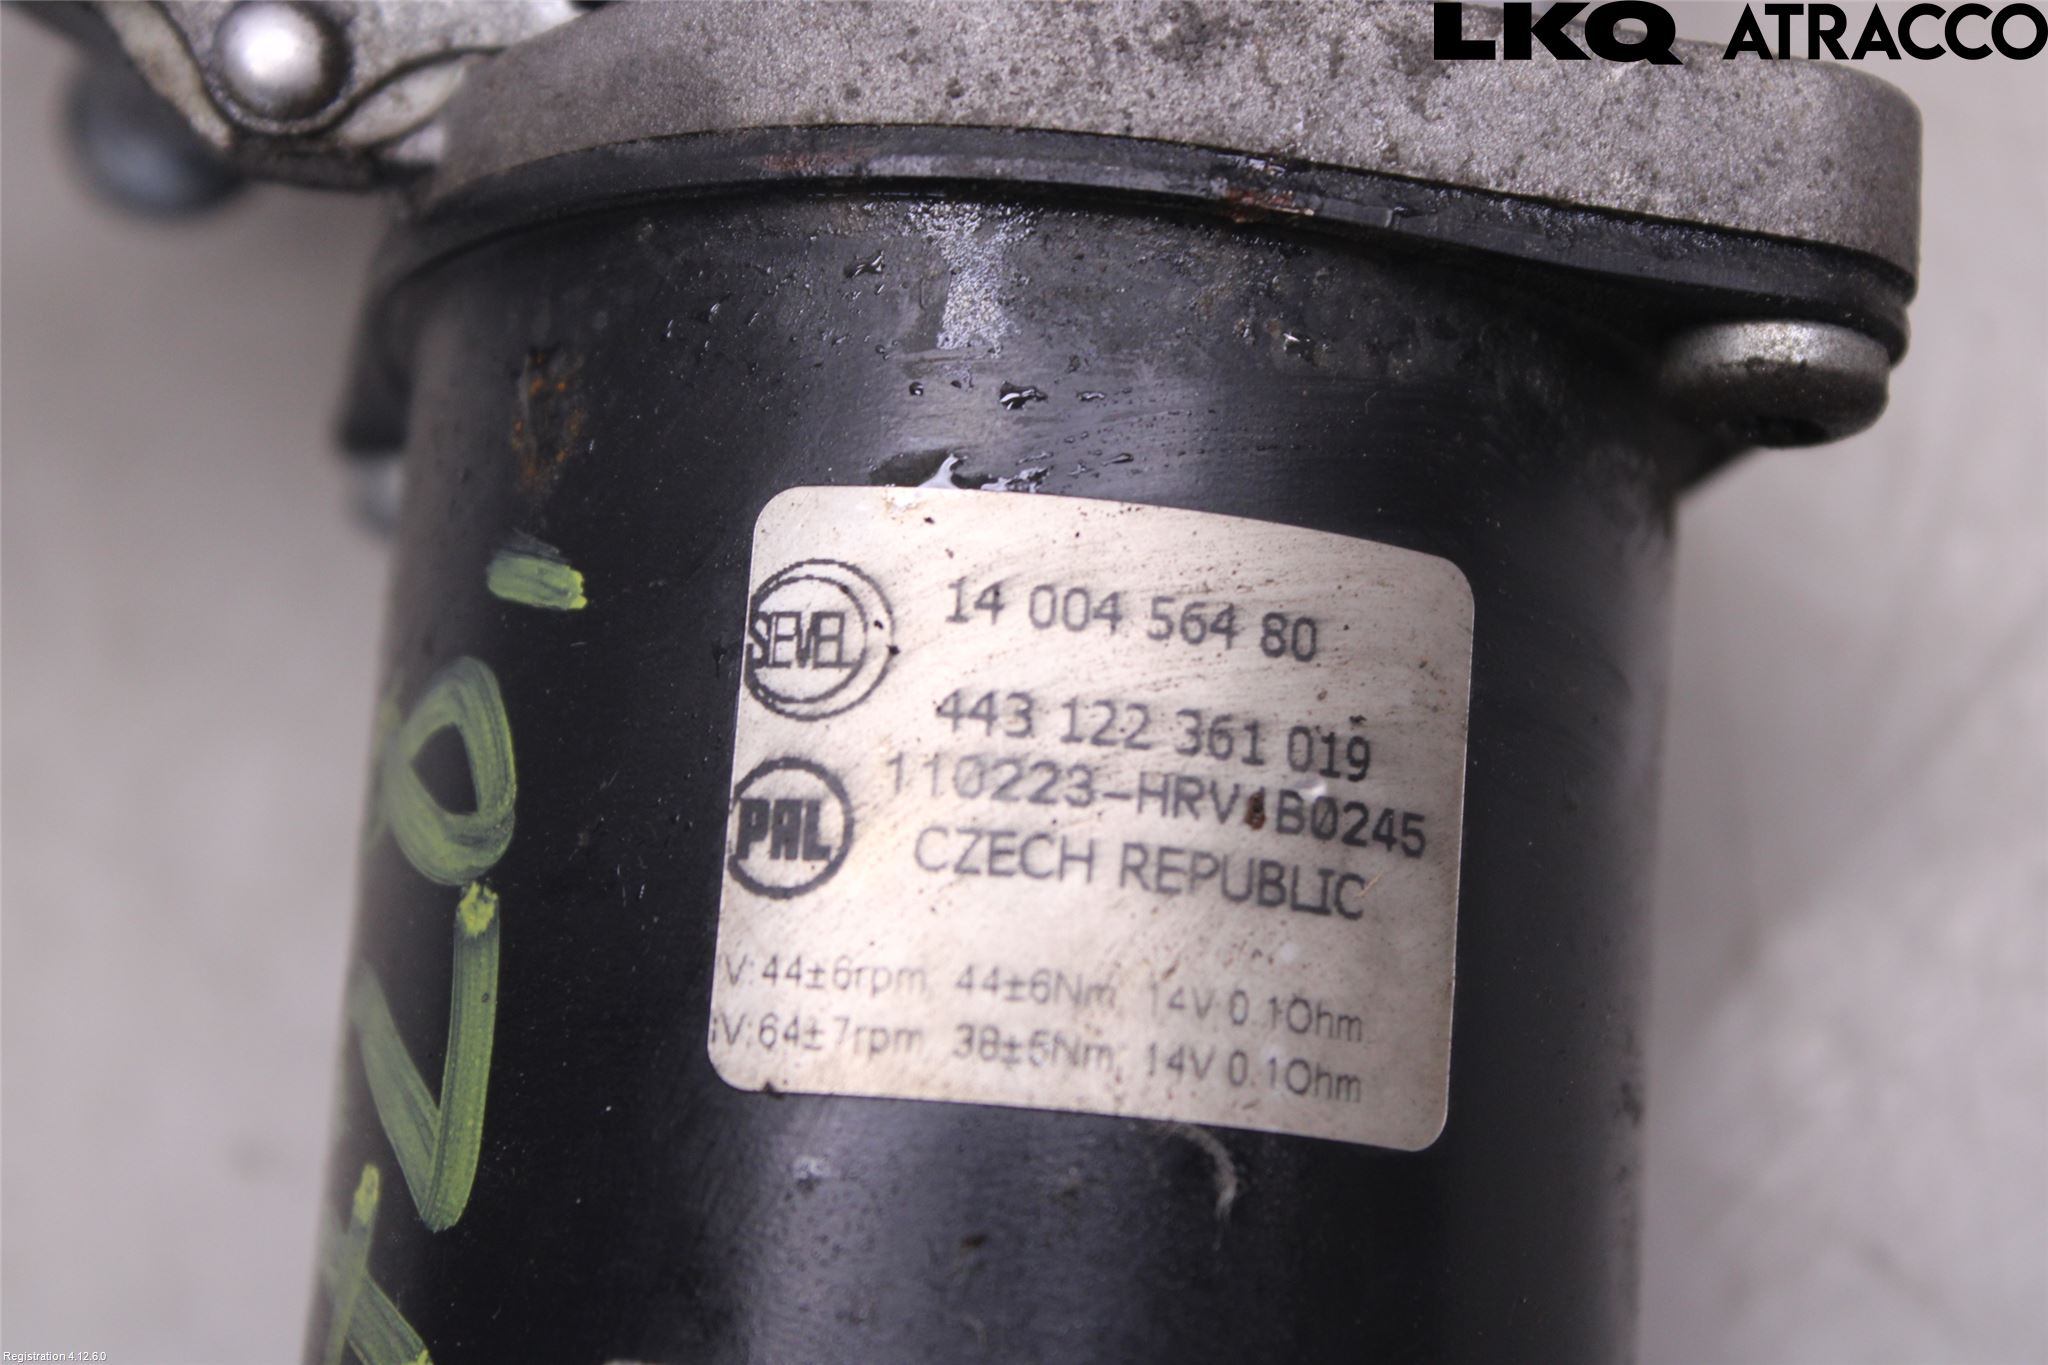 LKQ ATRACCO
SEVEL
14 004 564 80
443 122 361 019
PAL
110223-HRV B0245
CZECH REPUBLIC
V: 44±6rpm, 44±6Nm, 14V 0.1Ohm
V: 64±7rpm, 38±5Nm, 14V 0.1Ohm
Registration 4.12.6.0